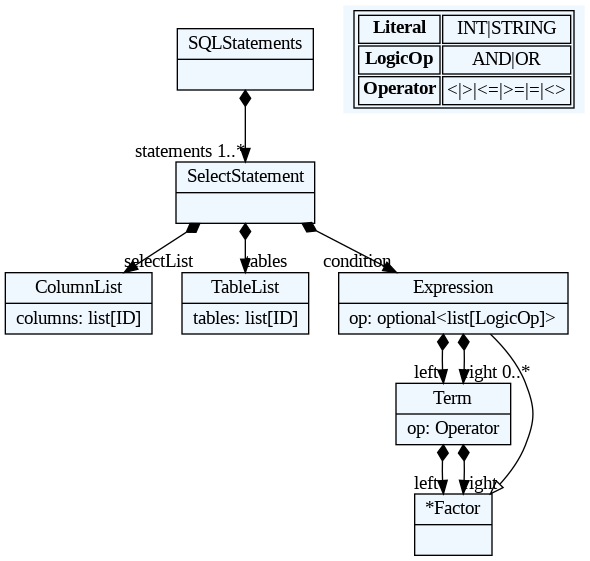 SQLStatements
Literal INT|STRING
LogicOp AND|OR
Operator <|>|<=|>=|=|<>
statements 1..*
SelectStatement
selectList
tables
condition
ColumnList
columns: list[ID]
TableList
tables: list[ID]
Expression
op: optional<list[LogicOp]>
left
right 0..*
Term
op: Operator
left
right
*Factor